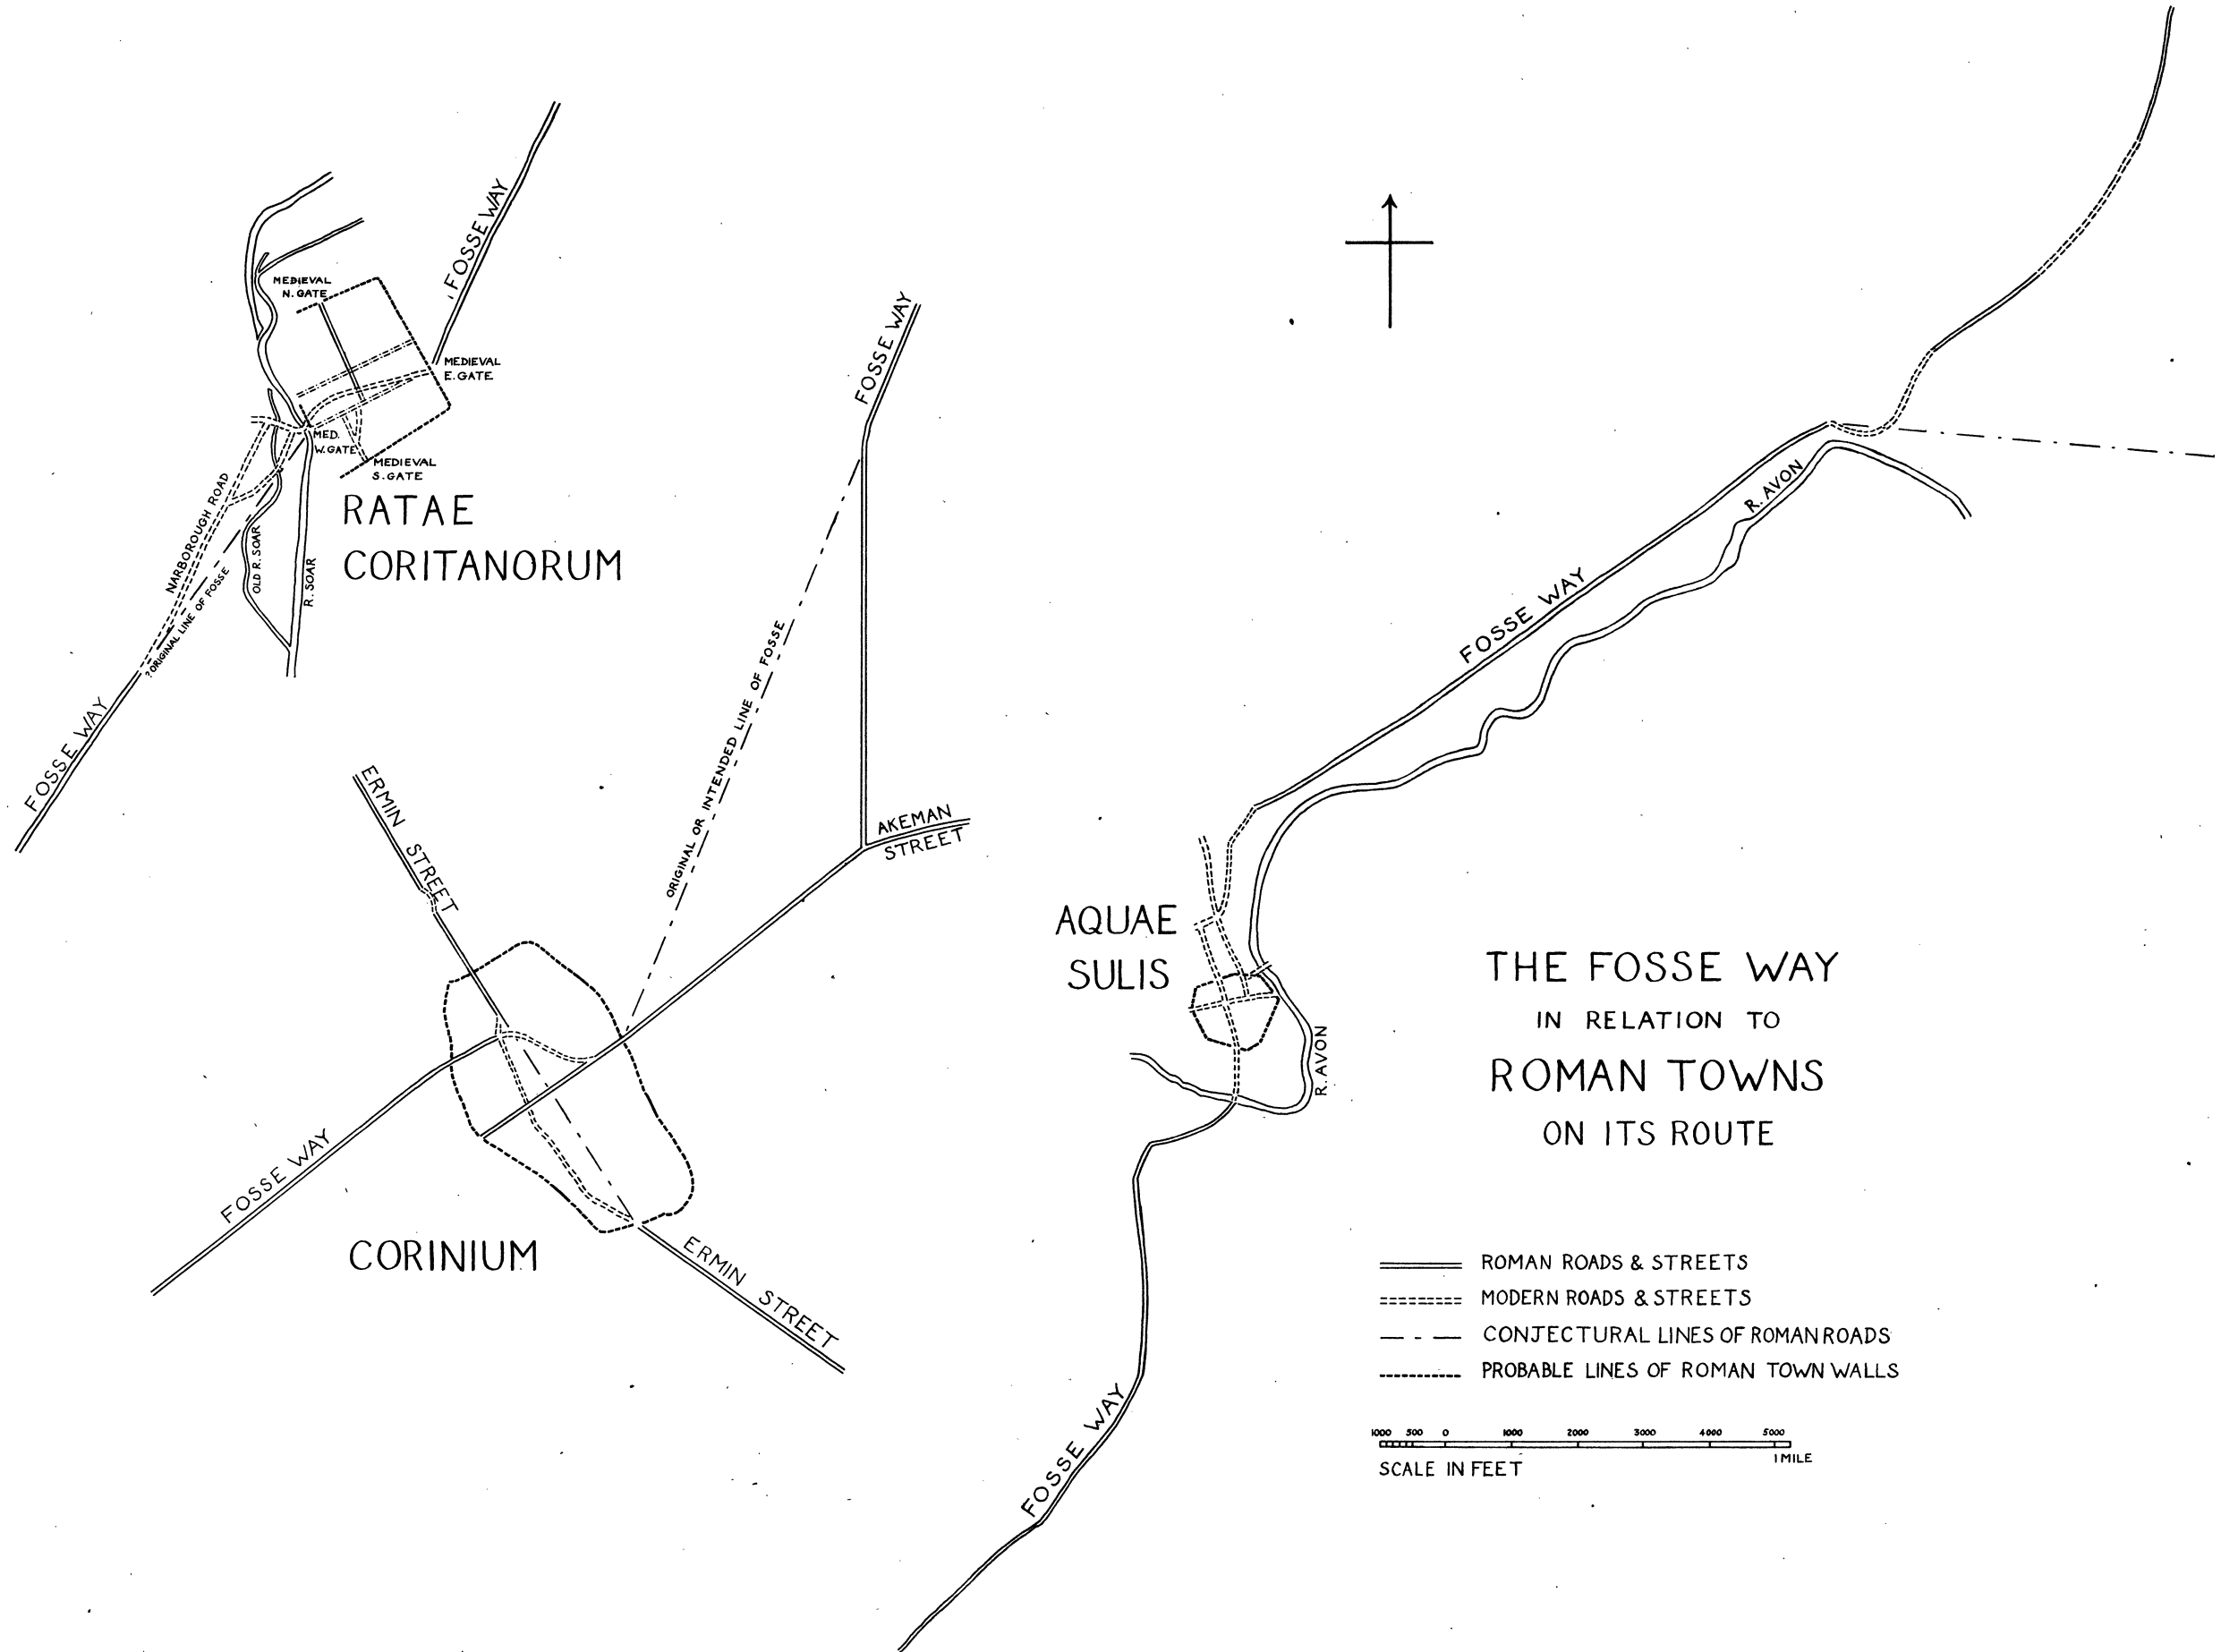 FOSSE WAY
MEDIEVAL
N. GATE
MEDIEVAL
E. GATE
MED.
W. GATE
MEDIEVAL
S. GATE
NARBOROUGH ROAD
OLD R. SOAR
R. SOAR
? ORIGINAL LINE OF FOSSE
FOSSE WAY
RATAE
CORITANORUM
FOSSE WAY
ORIGINAL OR INTENDED LINE OF FOSSE
AKEMAN
STREET
ERMIN STREET
FOSSE WAY
CORINIUM
ERMIN STREET
R. AVON
FOSSE WAY
AQUAE
SULIS
R. AVON
FOSSE WAY
THE FOSSE WAY
IN RELATION TO
ROMAN TOWNS
ON ITS ROUTE
ROMAN ROADS & STREETS
MODERN ROADS & STREETS
CONJECTURAL LINES OF ROMAN ROADS
PROBABLE LINES OF ROMAN TOWN WALLS
1000 500 0 1000 2000 3000 4000 5000
1 MILE
SCALE IN FEET